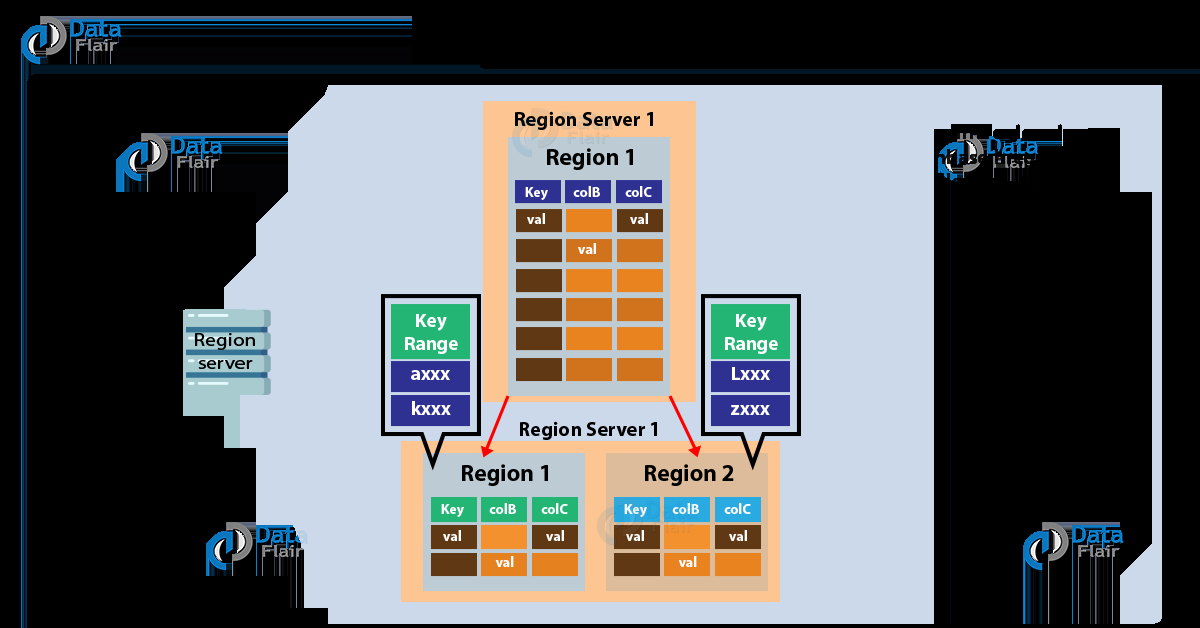 Data
Flair
Region Server 1
Data
Flair
Data
Flair
Region 1
Key colB colC
val val
val
Region
server
Key
Range
axxx
kxxx
Key
Range
Lxxx
zxxx
Region Server 1
Region 1
Key colB colC
val val
val
Region 2
Key colB colC
val val
val
Data
Flair
Data
Flair